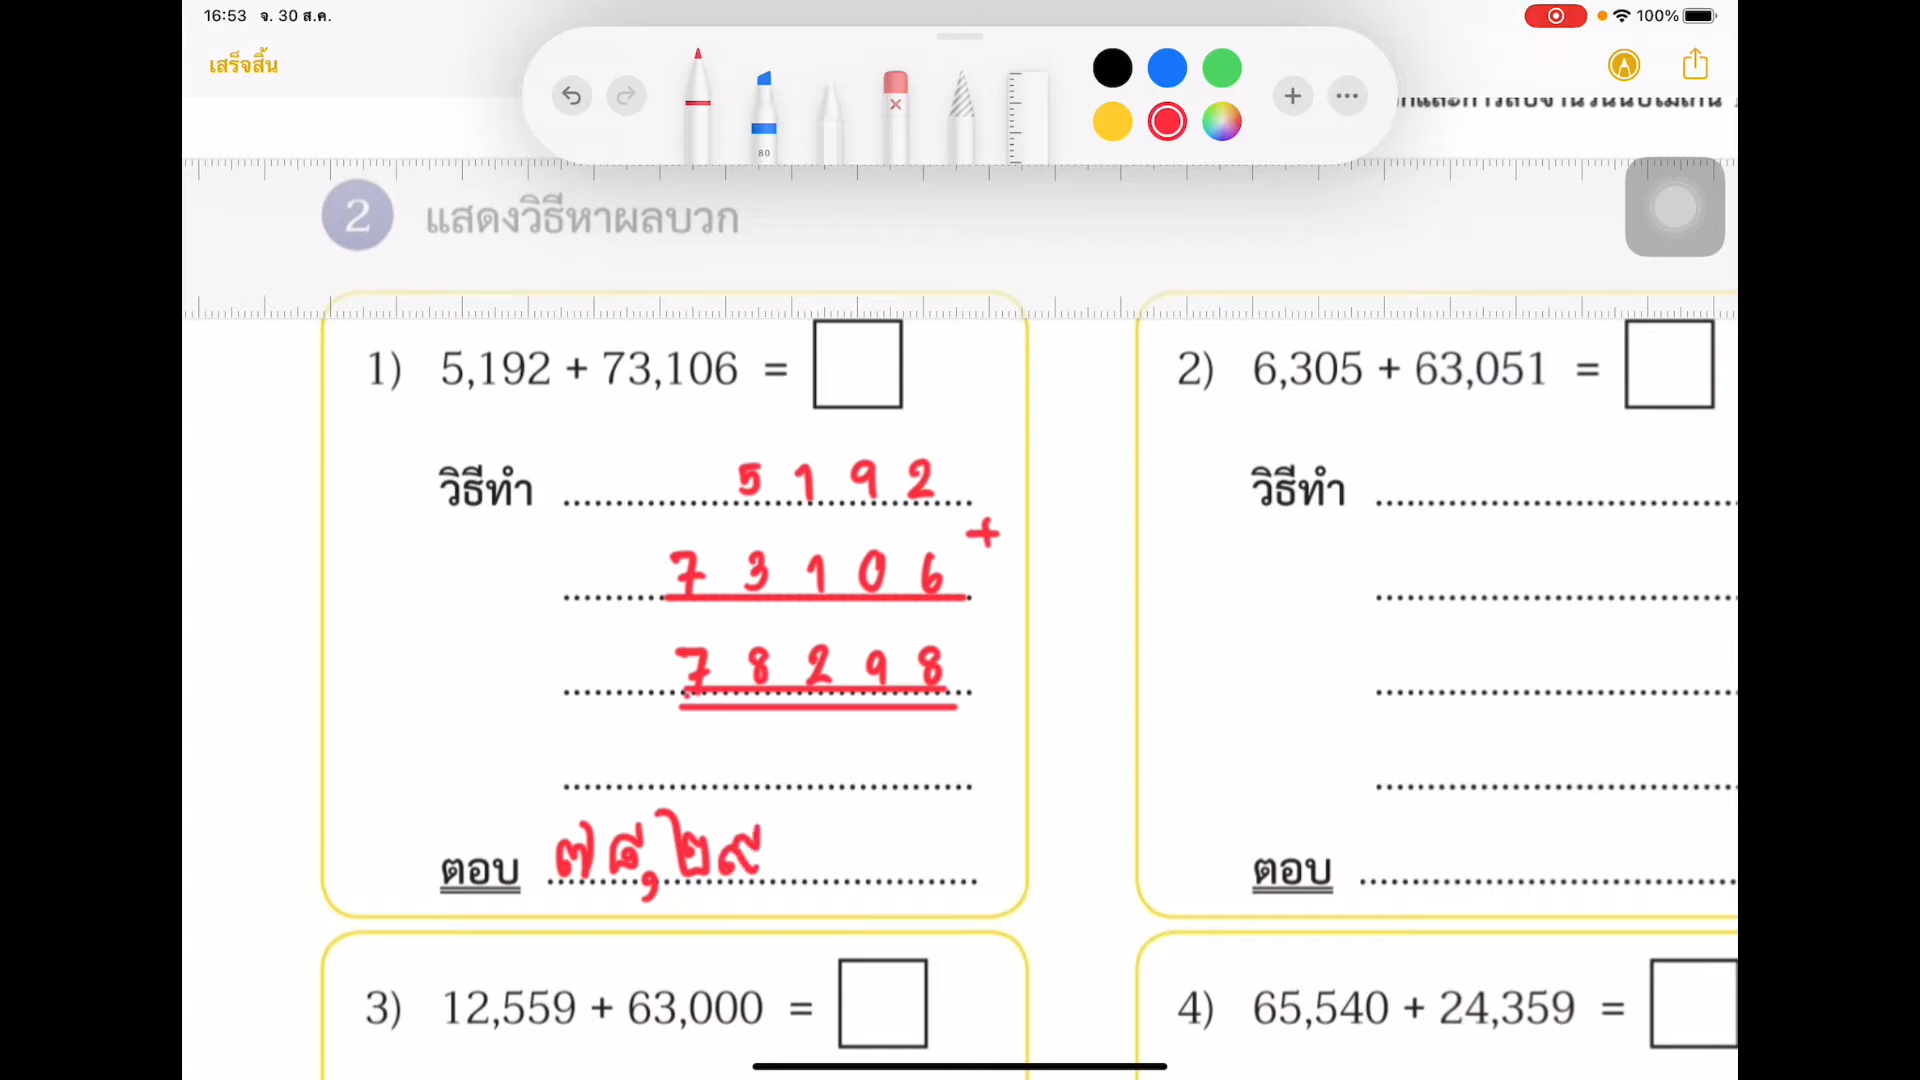 16:53 จ. 30 ส.ค.
100%
เสร็จสิ้น
80
2 แสดงวิธีหาผลบวก
1) 5,192 + 73,106 =
วิธีทำ 5 1 9 2
+
7 3 1 0 6
7 8 2 9 8
ตอบ ๗๘,๒๙
2) 6,305 + 63,051 =
วิธีทำ
ตอบ
3) 12,559 + 63,000 =
4) 65,540 + 24,359 =